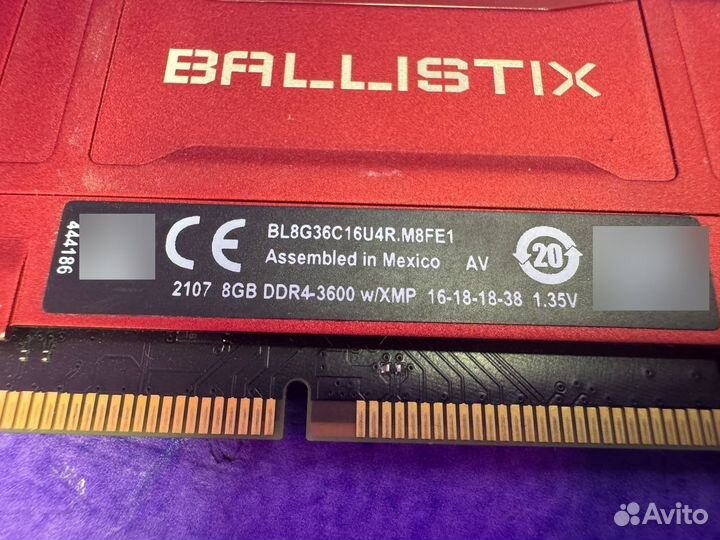 BALLISTIX
444186
CE
BL8G36C16U4R.M8FE1
Assembled in Mexico AV
20
2107 8GB DDR4-3600 w/XMP 16-18-18-38 1.35V
Avito